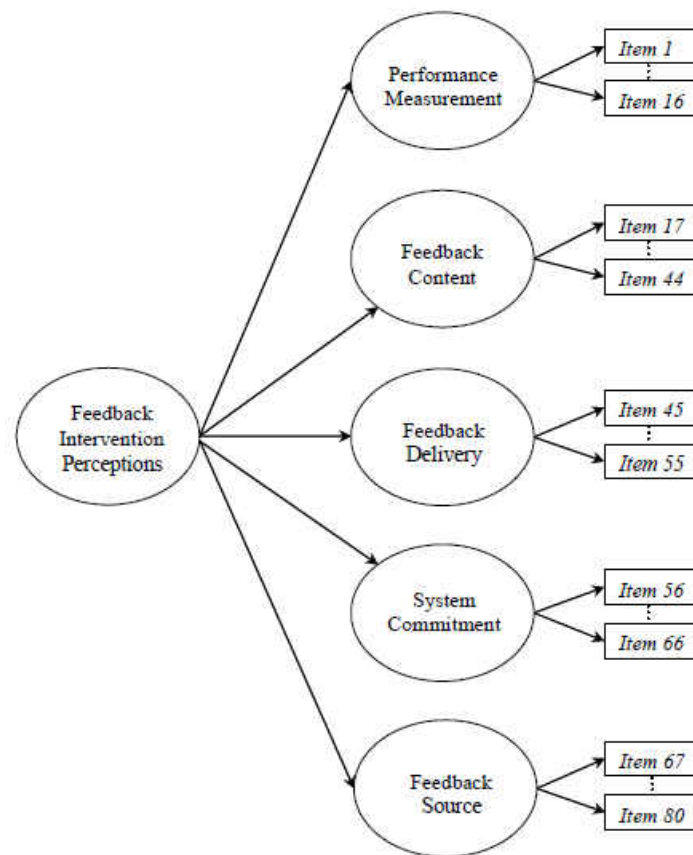 Performance
Measurement
Item 1
Item 16
Feedback
Content
Item 17
Item 44
Feedback
Intervention
Perceptions
Feedback
Delivery
Item 45
Item 55
System
Commitment
Item 56
Item 66
Feedback
Source
Item 67
Item 80